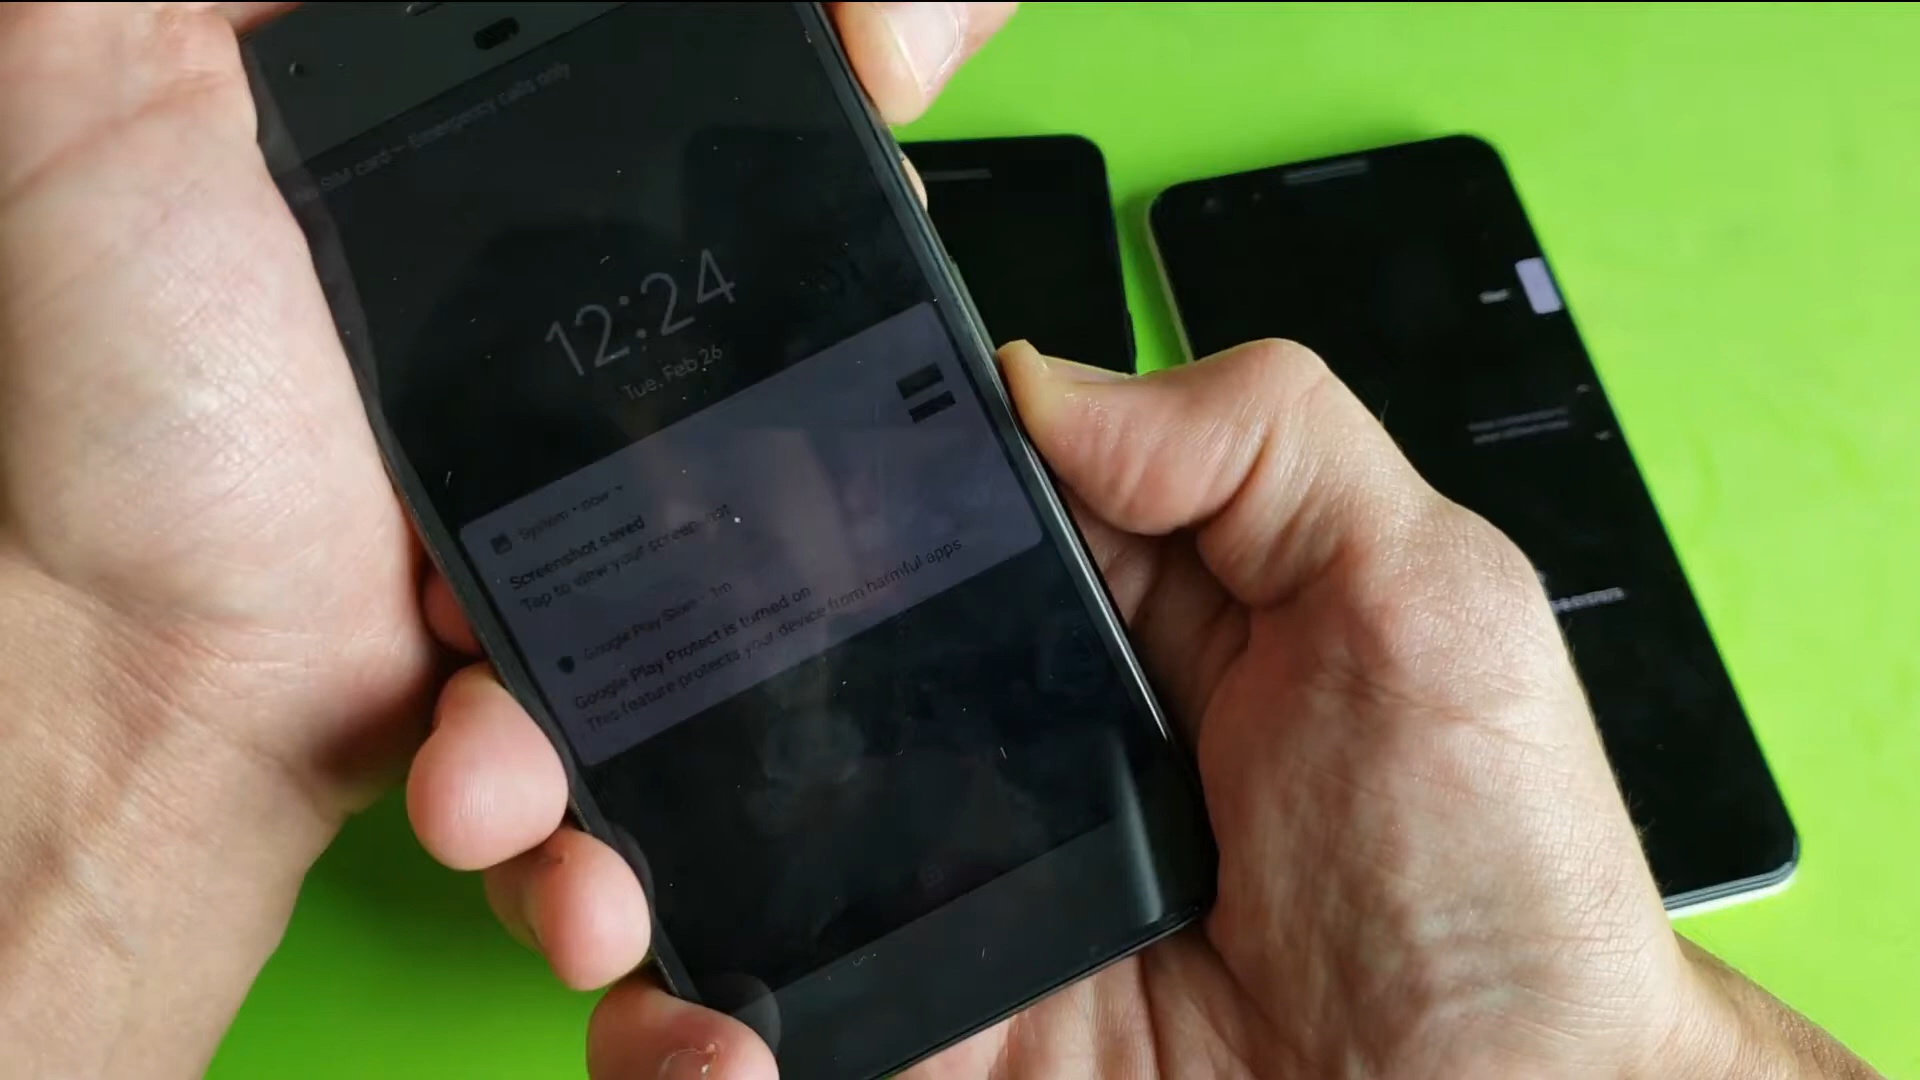 No SIM card – Emergency calls only
12:24
Tue, Feb 26
System • now
Screenshot saved
Tap to view your screenshot
Google Play Store • 1m
Google Play Protect is turned on
This feature protects your device from harmful apps